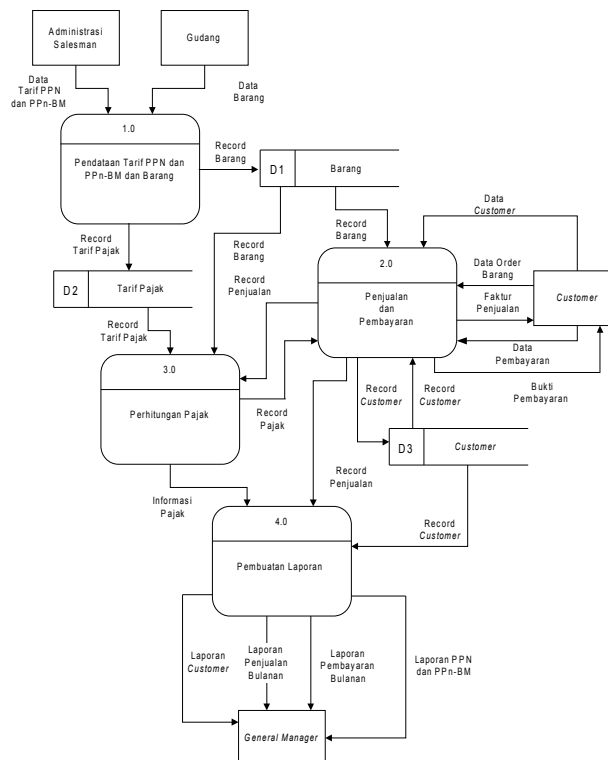 Administrasi
Salesman
Gudang
Data
Tarif PPN
dan PPn-BM
Data
Barang
1.0
Pendataan Tarif PPN dan
PPn-BM dan Barang
Record
Barang
D1
Barang
Record
Tarif Pajak
Record
Barang
Record
Barang
Data
Customer
D2
Tarif Pajak
Record
Penjualan
2.0
Penjualan
dan
Pembayaran
Data Order
Barang
Faktur
Penjualan
Customer
Record
Tarif Pajak
Data
Pembayaran
Bukti
Pembayaran
3.0
Perhitungan Pajak
Record
Pajak
Record
Customer
Record
Customer
D3
Customer
Informasi
Pajak
Record
Penjualan
Record
Customer
4.0
Pembuatan Laporan
Laporan
Customer
Laporan
Penjualan
Bulanan
Laporan
Pembayaran
Bulanan
Laporan PPN
dan PPn-BM
General Manager